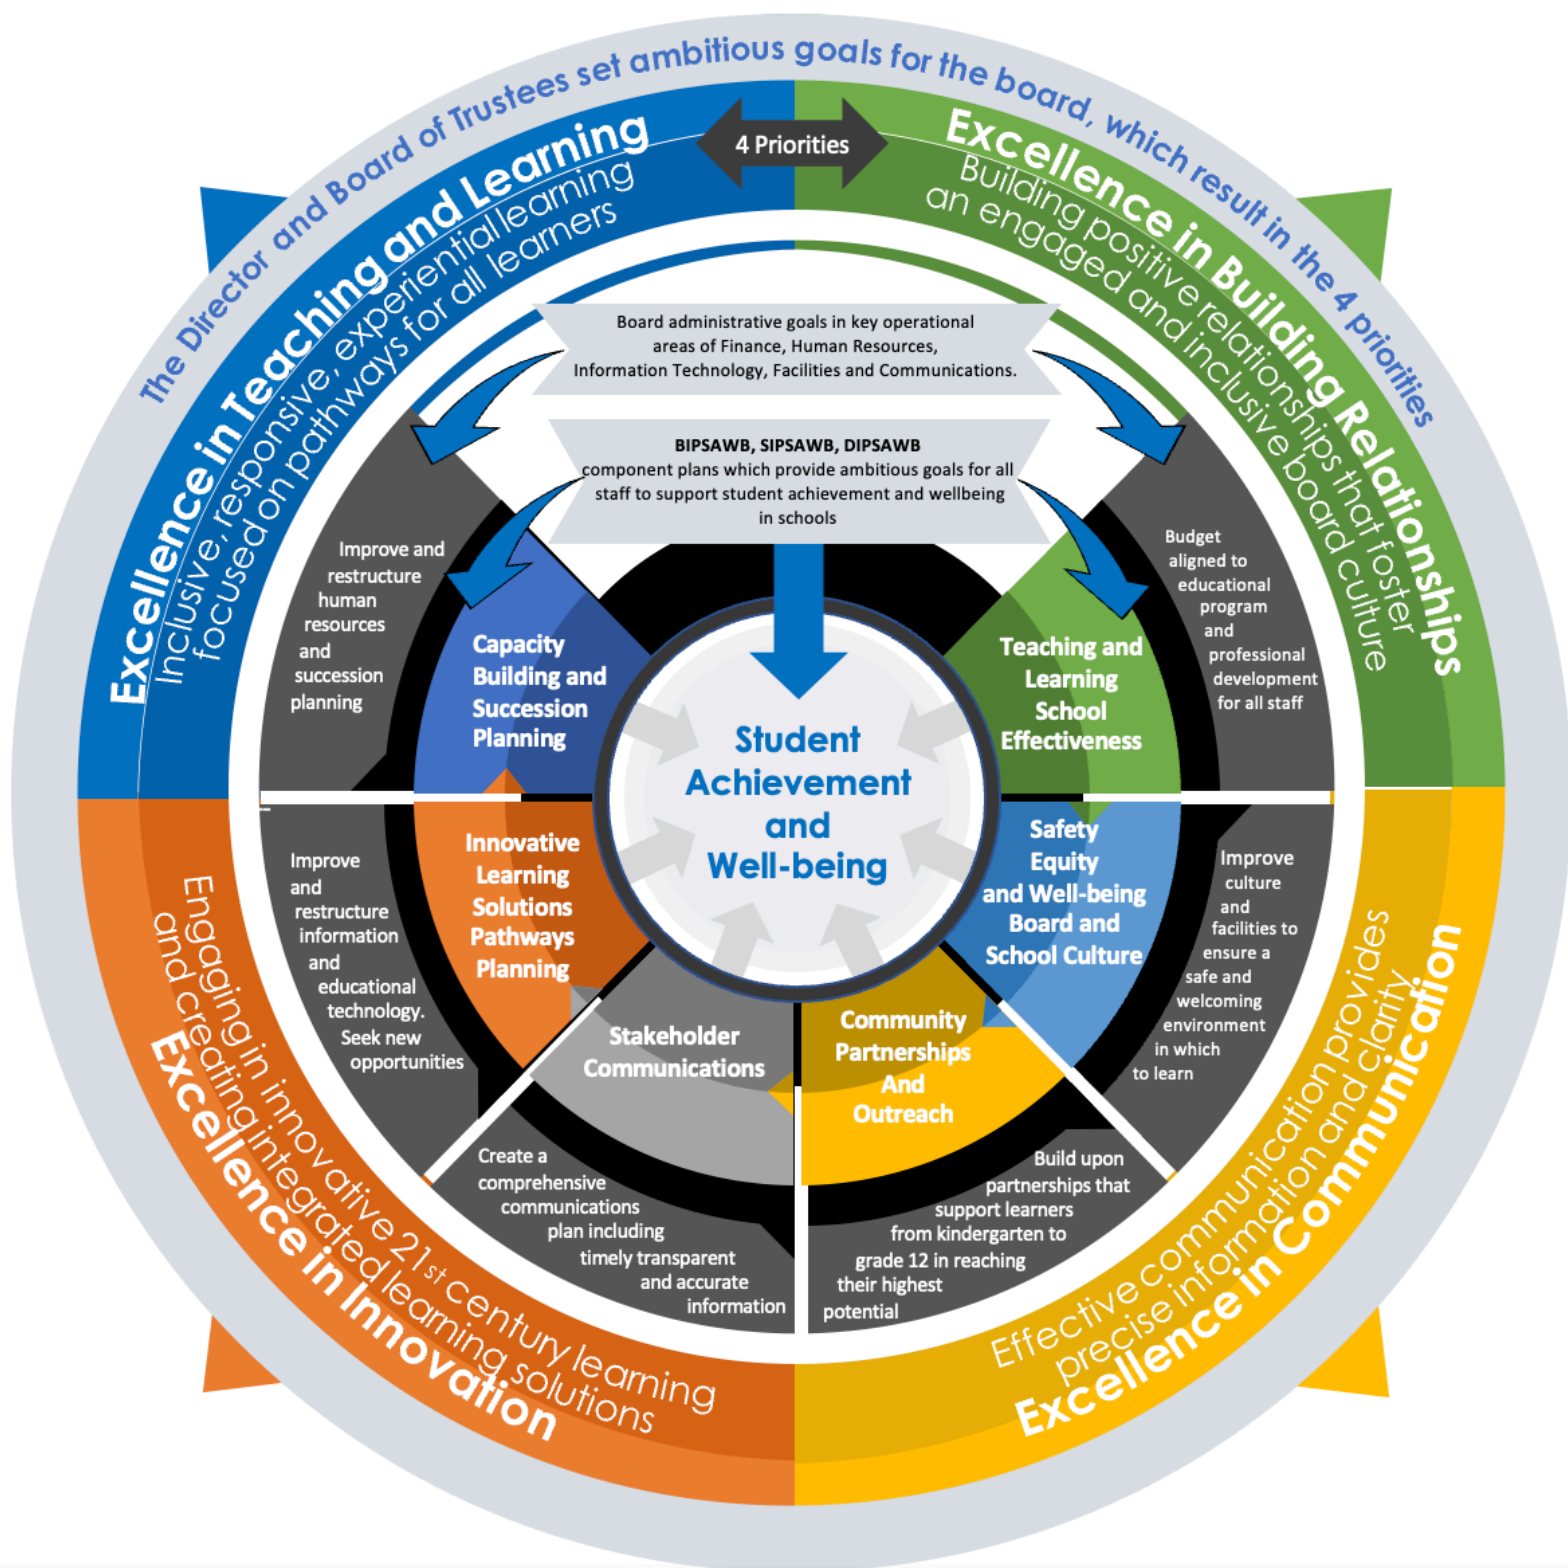 The Director and Board of Trustees set ambitious goals for the board, which result in the 4 priorities
4 Priorities
Excellence in Teaching and Learning
Inclusive, responsive, experiential learning
focused on pathways for all learners
Excellence in Building Relationships
Building positive relationships that foster
an engaged and inclusive board culture
Board administrative goals in key operational
areas of Finance, Human Resources,
Information Technology, Facilities and Communications.
BIPSAWB, SIPSAWB, DIPSAWB
component plans which provide ambitious goals for all
staff to support student achievement and wellbeing
in schools
Improve and
restructure
human
resources
and
succession
planning
Capacity
Building and
Succession
Planning
Teaching and
Learning
School
Effectiveness
Budget
aligned to
educational
program
and
professional
development
for all staff
Student
Achievement
and
Well-being
Improve
and
restructure
information
and
educational
technology.
Seek new
opportunities
Innovative
Learning
Solutions
Pathways
Planning
Safety
Equity
and Well-being
Board and
School Culture
Improve
culture
and
facilities to
ensure a
safe and
welcoming
environment
in which
to learn
Stakeholder
Communications
Community
Partnerships
And
Outreach
Create a
comprehensive
communications
plan including
timely transparent
and accurate
information
Build upon
partnerships that
support learners
from kindergarten to
grade 12 in reaching
their highest
potential
Engaging in innovative 21st century learning
and creating integrated learning solutions
Excellence in Innovation
Effective communication provides
precise information and clarity
Excellence in Communication